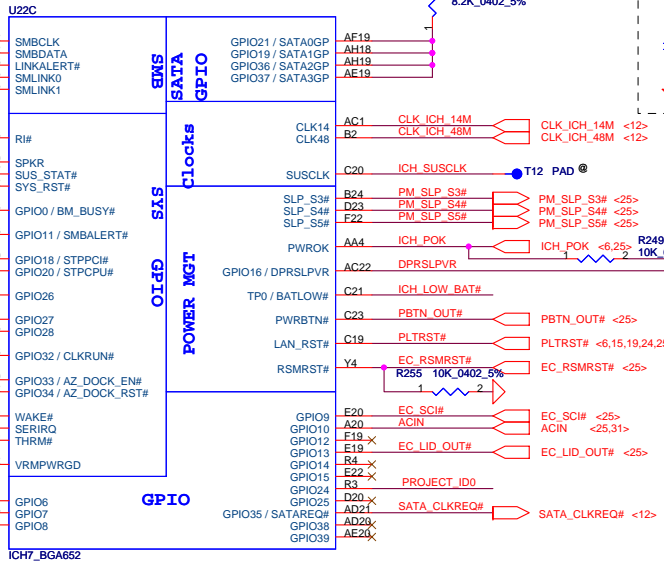 8.2K_0402_5%
U22C
1
SMBCLK
SMBDATA
LINKALERT#
SMLINK0
SMLINK1
SMB
SATA
GPIO
GPIO21 / SATA0GP AF19
GPIO19 / SATA1GP AH18
GPIO36 / SATA2GP AH19
GPIO37 / SATA3GP AE19
RI#
SPKR
SUS_STAT#
SYS_RST#
GPIO0 / BM_BUSY#
GPIO11 / SMBALERT#
GPIO18 / STPPCI#
GPIO20 / STPCPU#
GPIO26
GPIO27
GPIO28
GPIO32 / CLKRUN#
GPIO33 / AZ_DOCK_EN#
GPIO34 / AZ_DOCK_RST#
WAKE#
SERIRQ
THRM#
VRMPWRGD
GPIO6
GPIO7
GPIO8
SYS
GPIO
Clocks
POWER MGT
GPIO
CLK14 AC1 CLK_ICH_14M CLK_ICH_14M <12>
CLK48 B2 CLK_ICH_48M CLK_ICH_48M <12>
SUSCLK C20 ICH_SUSCLK T12 PAD @
SLP_S3# B24 PM_SLP_S3# PM_SLP_S3# <25>
SLP_S4# D23 PM_SLP_S4# PM_SLP_S4# <25>
SLP_S5# F22 PM_SLP_S5# PM_SLP_S5# <25>
PWROK AA4 ICH_POK ICH_POK <6,25>
R249
1 2 10K_
GPIO16 / DPRSLPVR AC22 DPRSLPVR
TP0 / BATLOW# C21 ICH_LOW_BAT#
PWRBTN# C23 PBTN_OUT# PBTN_OUT# <25>
LAN_RST# C19 PLTRST# PLTRST# <6,15,19,24,25
RSMRST# Y4 EC_RSMRST# EC_RSMRST# <25>
R255 10K_0402_5%
1 2
GPIO9 E20 EC_SCI# EC_SCI# <25>
GPIO10 A20 ACIN ACIN <25,31>
GPIO12 F19
GPIO13 E19 EC_LID_OUT# EC_LID_OUT# <25>
GPIO14 R4
GPIO15 E22
GPIO24 R3 PROJECT_ID0
GPIO25 D20
GPIO35 / SATAREQ# AD21 SATA_CLKREQ# SATA_CLKREQ# <12>
GPIO38 AD20
GPIO39 AE20
ICH7_BGA652